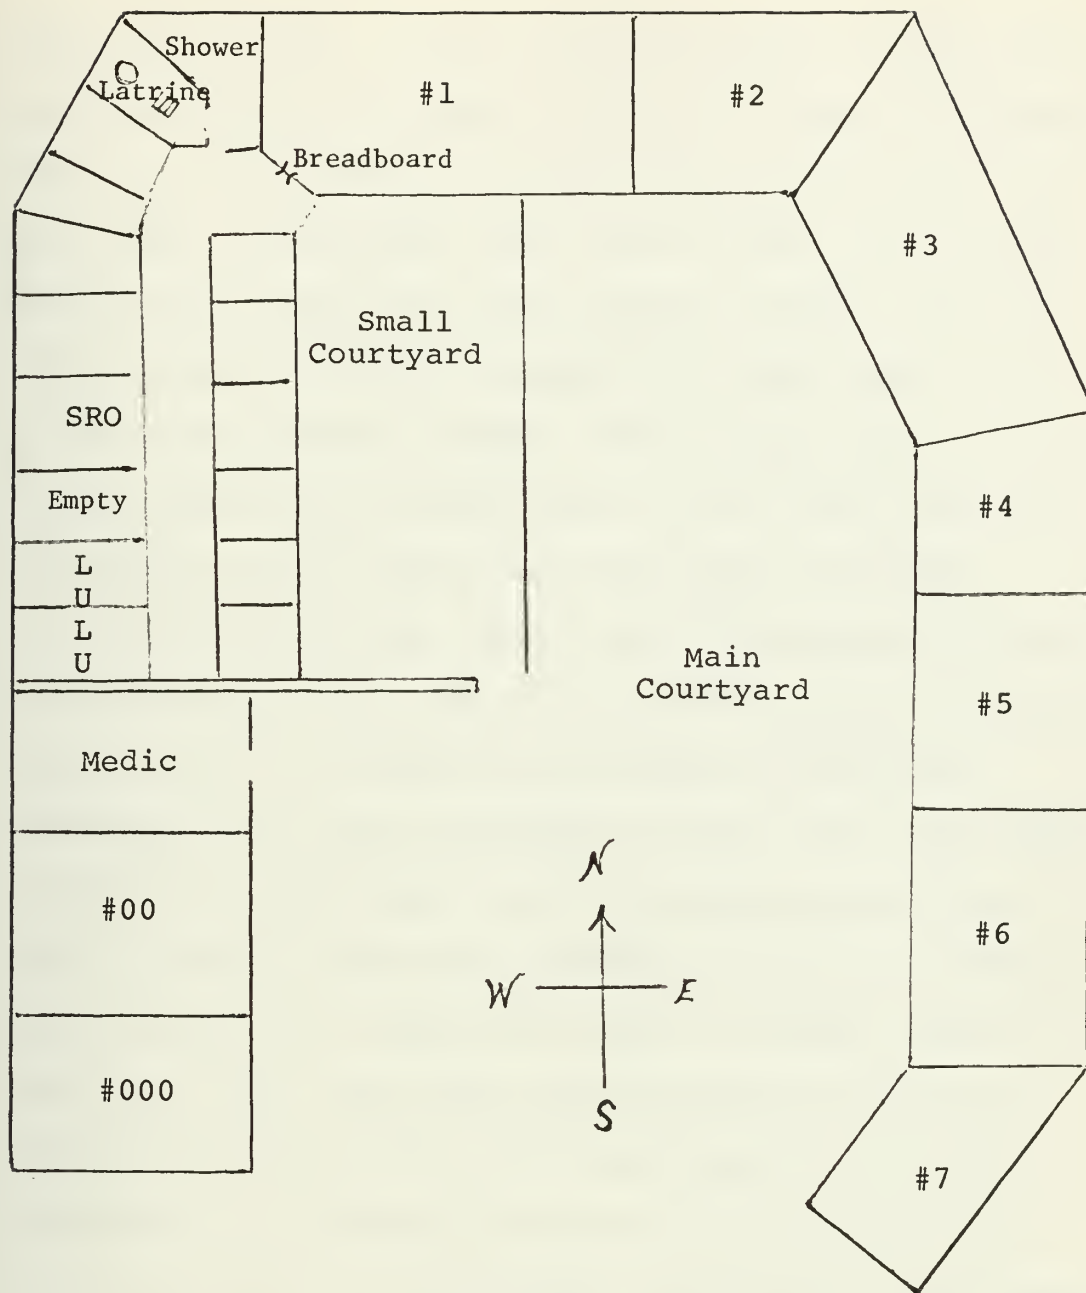 Shower
Latrine
#1
#2
Breadboard
#3
Small
Courtyard
SRO
Empty
#4
L
U
L
U
Main
Courtyard
#5
Medic
N
#00
#6
W
E
#000
S
#7